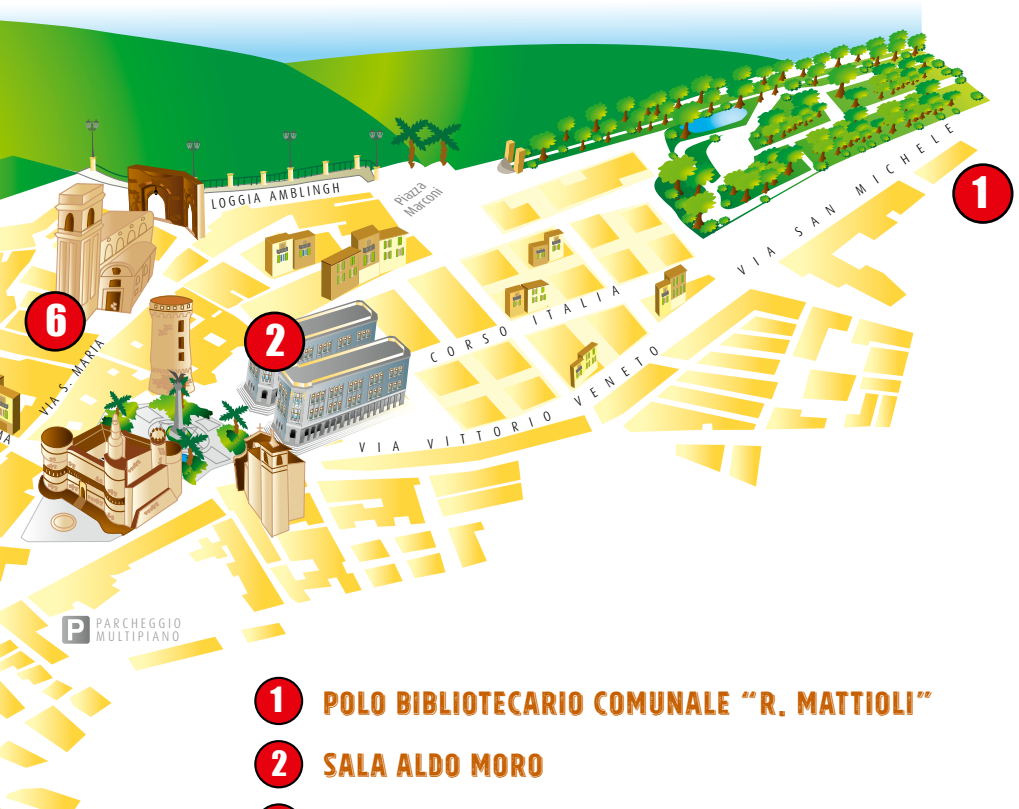 LOGGIA AMBLINGH
Piazza
Marconi
VIA SAN MICHELE
1
6
2
CORSO ITALIA
VIA S. MARIA
MA
VIA VITTORIO VENETO
P PARCHEGGIO
MULTIPIANO
1 POLO BIBLIOTECARIO COMUNALE “R. MATTIOLI”
2 SALA ALDO MORO